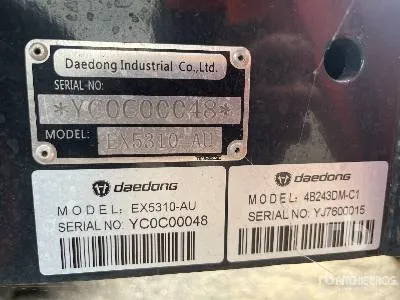 Daedong Industrial Co.,Ltd.
SERIAL-NO:
*YC0C00048*
MODEL: EX5310-AU
daedong
MODEL: EX5310-AU
SERIAL NO: YC0C00048
daedong
MODEL: 4B243DM-C1
SERIAL NO: YJ7600015